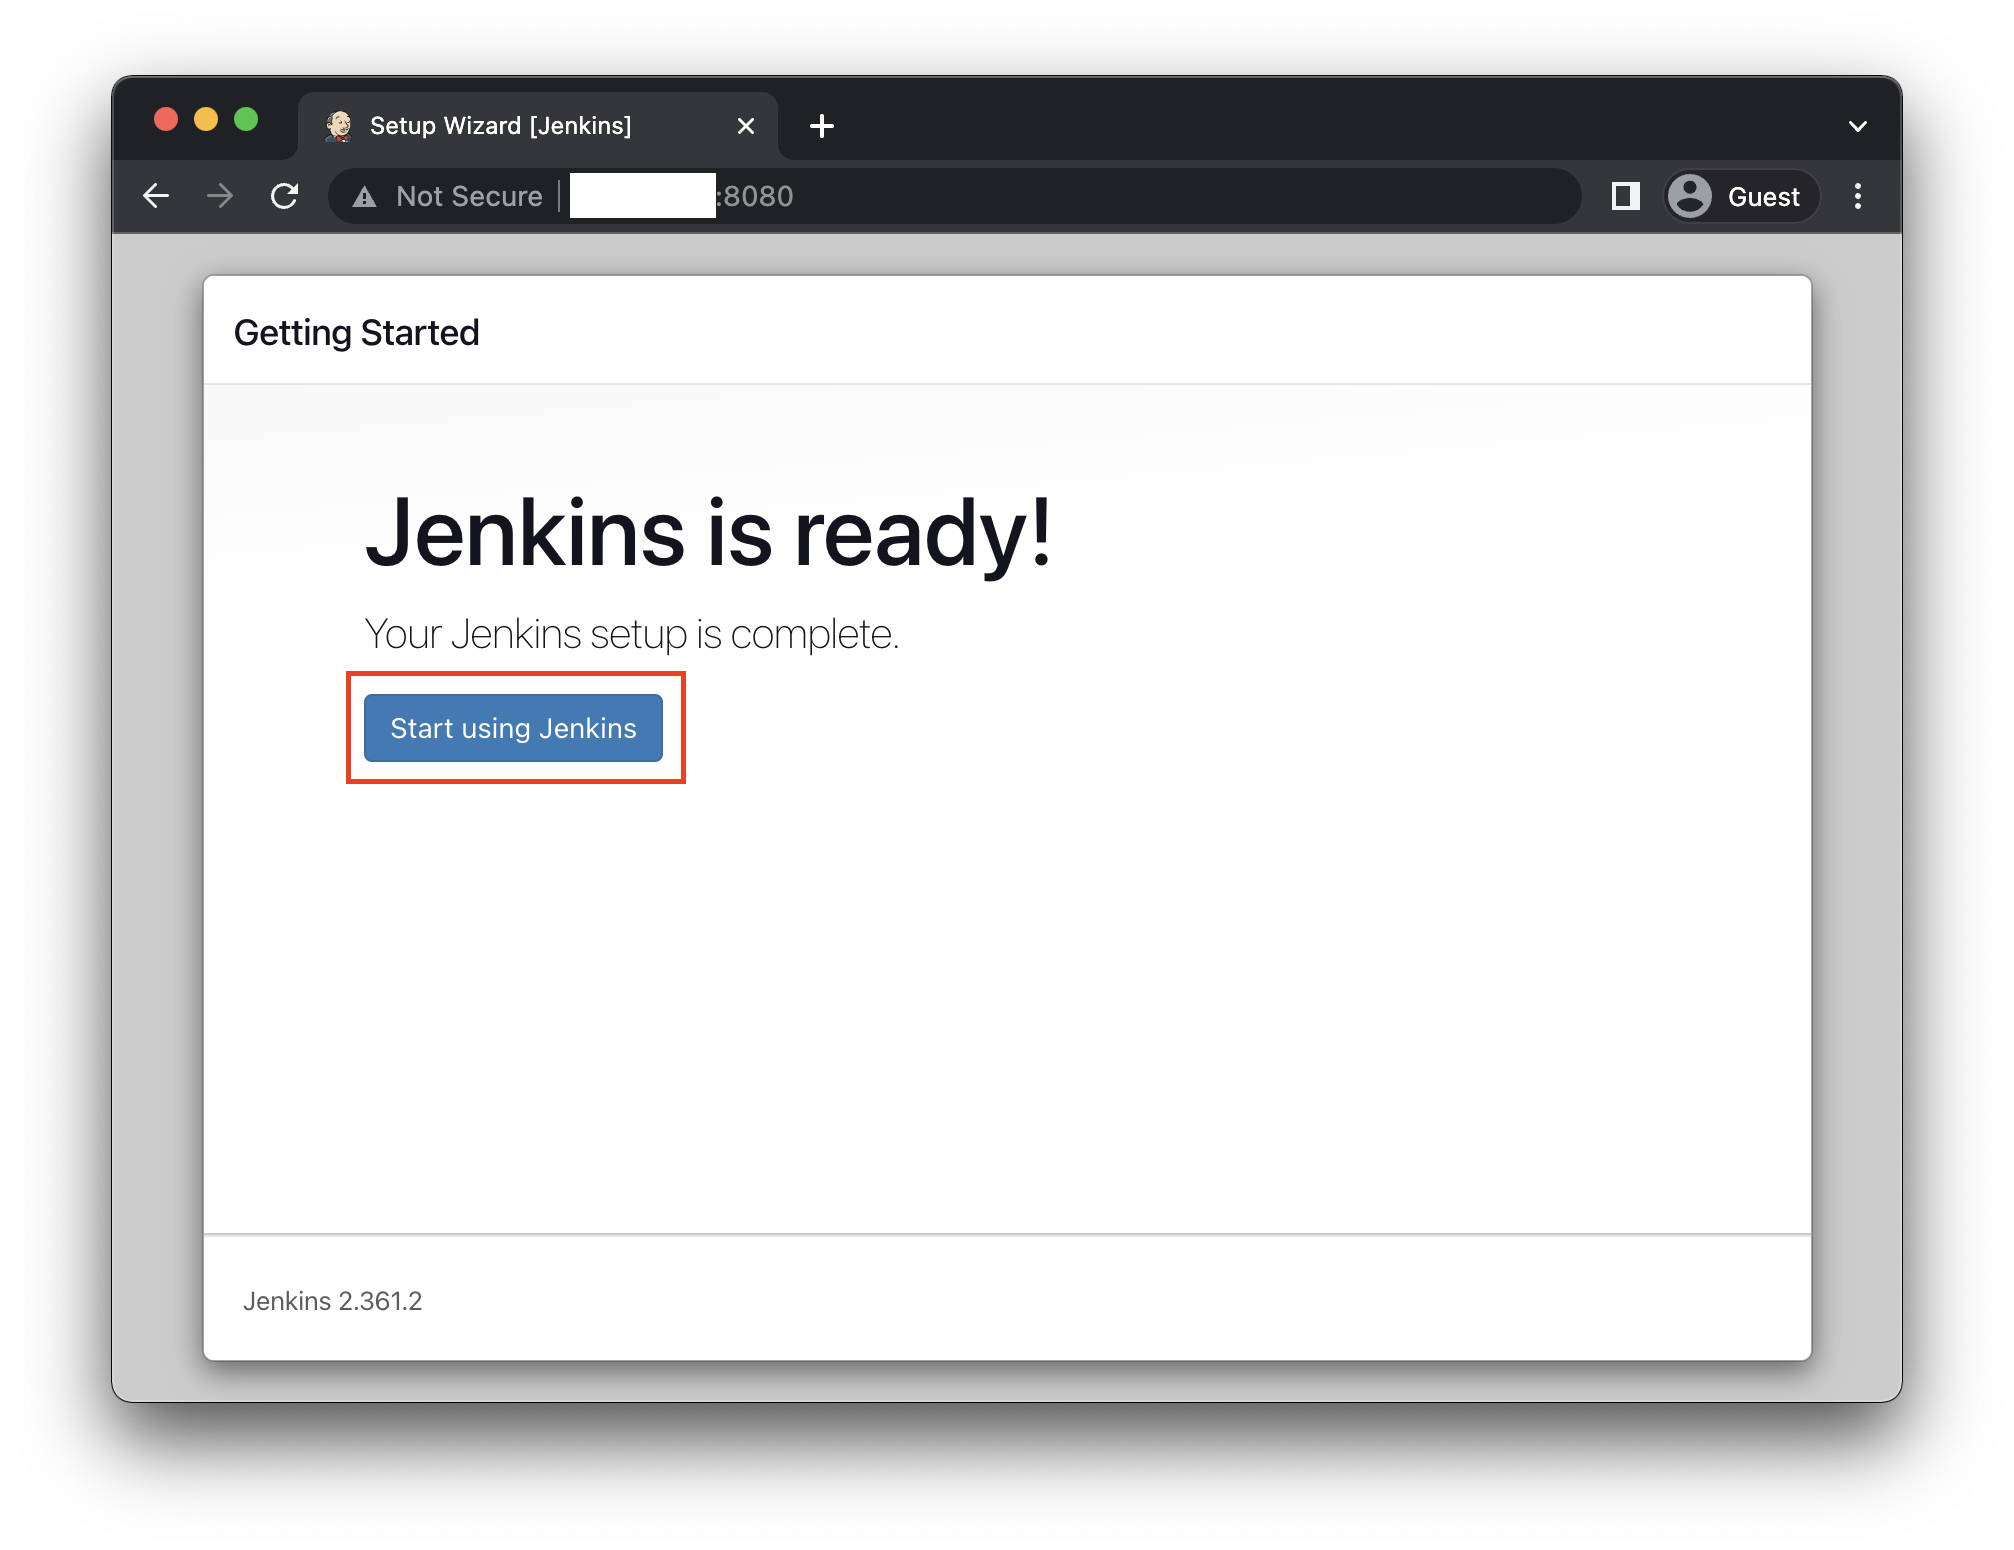 Setup Wizard [Jenkins]
Not Secure
:8080
Guest
Getting Started
Jenkins is ready!
Your Jenkins setup is complete.
Start using Jenkins
Jenkins 2.361.2